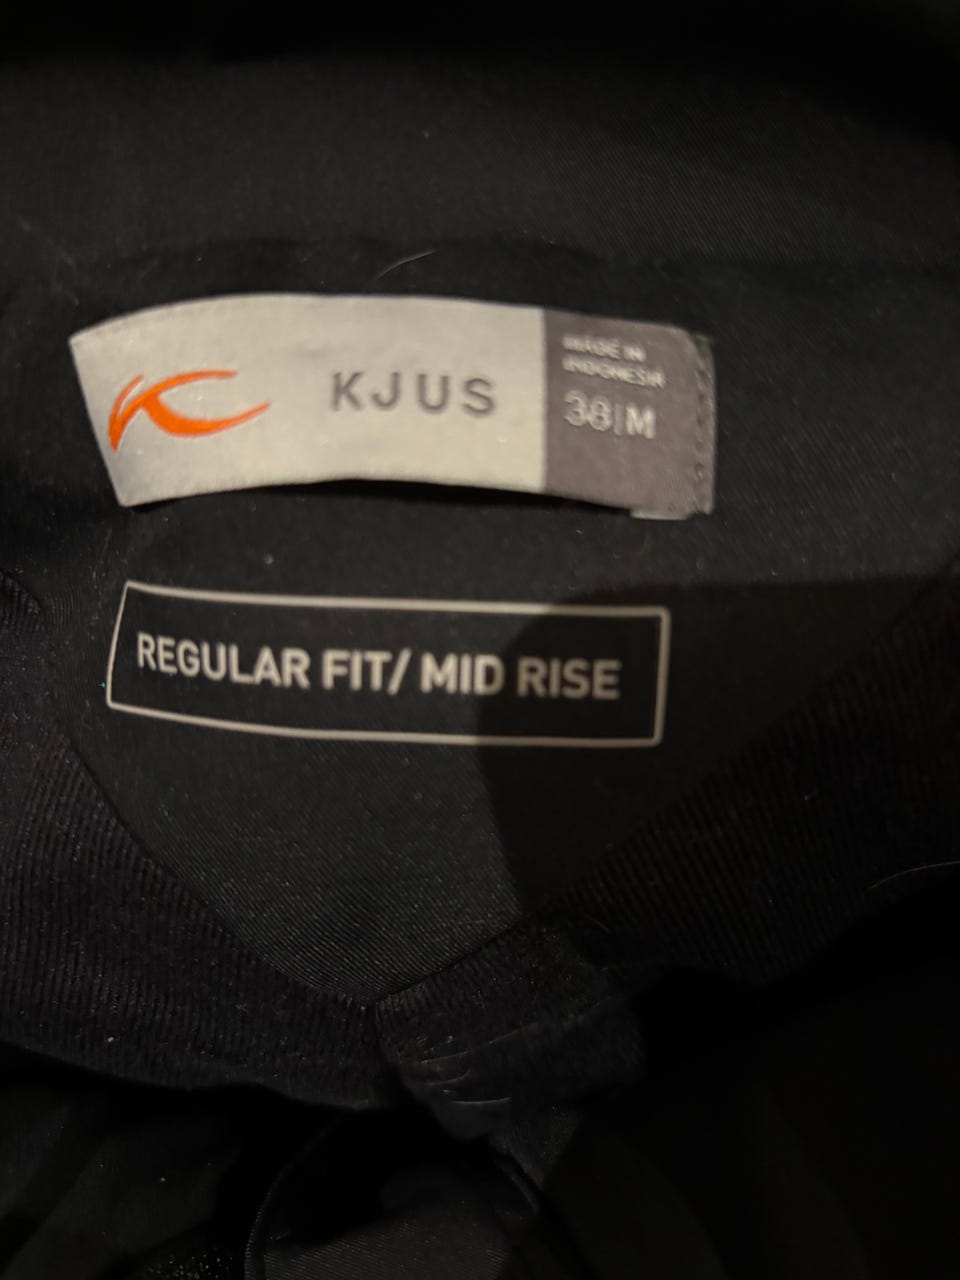 KJUS
MADE IN
INDONESIA
38|M
REGULAR FIT/ MID RISE